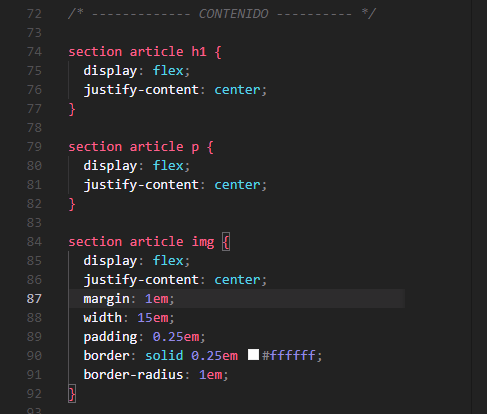 72 /* ------------- CONTENIDO ---------- */
73
74 section article h1 {
75 display: flex;
76 justify-content: center;
77 }
78
79 section article p {
80 display: flex;
81 justify-content: center;
82 }
83
84 section article img {
85 display: flex;
86 justify-content: center;
87 margin: 1em;
88 width: 15em;
89 padding: 0.25em;
90 border: solid 0.25em #ffffff;
91 border-radius: 1em;
92 }
93